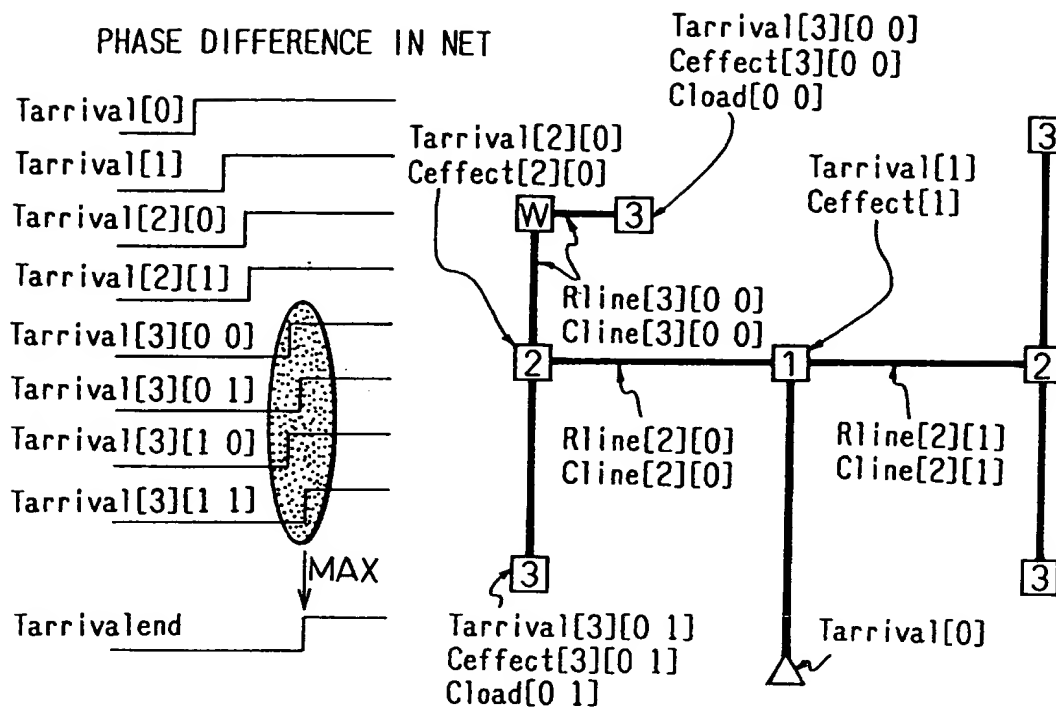 PHASE DIFFERENCE IN NET
Tarrival[0]
Tarrival[1]
Tarrival[2][0]
Tarrival[2][1]
Tarrival[3][0 0]
Tarrival[3][0 1]
Tarrival[3][1 0]
Tarrival[3][1 1]
MAX
Tarrivalend
Tarrival[3][0 0]
Ceffect[3][0 0]
Cload[0 0]
Tarrival[2][0]
Ceffect[2][0]
Tarrival[1]
Ceffect[1]
3
W
3
Rline[3][0 0]
Cline[3][0 0]
2
1
2
Rline[2][0]
Cline[2][0]
Rline[2][1]
Cline[2][1]
3
3
Tarrival[3][0 1]
Ceffect[3][0 1]
Cload[0 1]
Tarrival[0]